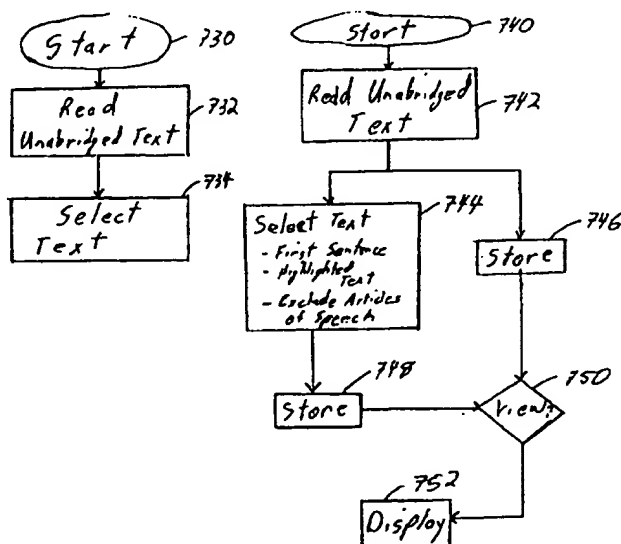 Start
730
Read
Unabridged Text
732
Select
Text
734
Start
740
Read Unabridged
Text
742
Select Text
- First Sentence
- Highlighted
Text
- Exclude Articles
of Speech
744
Store
746
Store
748
View?
750
Display
752